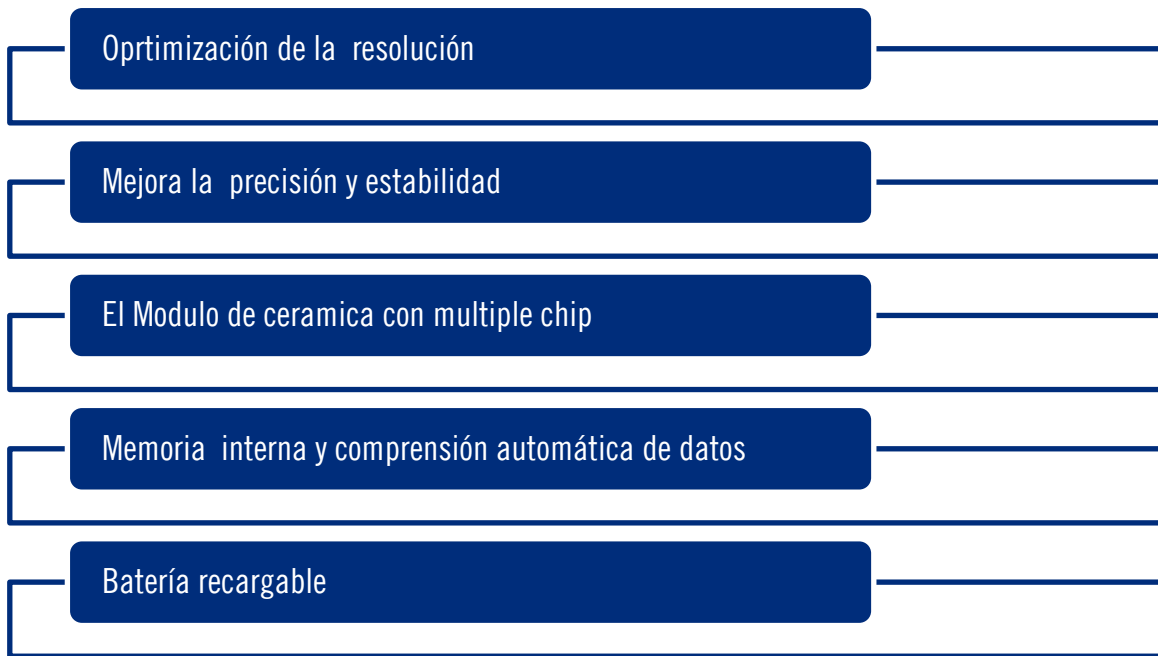 Oprtimización de la  resolución
Mejora la  precisión y estabilidad
El Modulo de ceramica con multiple chip
Memoria  interna y comprensión automática de datos
Batería recargable